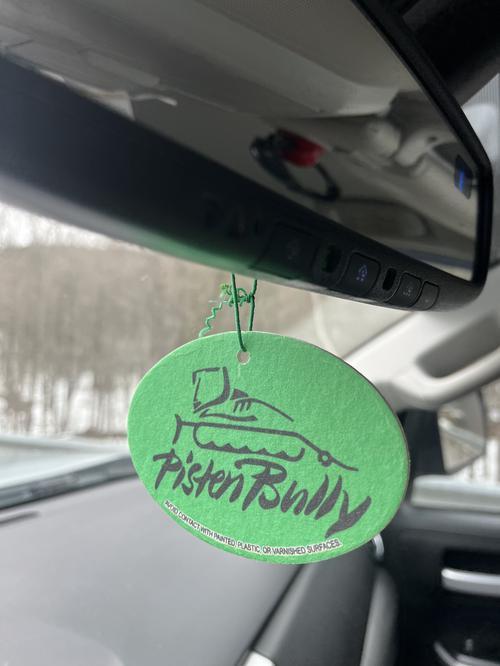 PistenBully
AVOID CONTACT WITH PAINTED, PLASTIC, OR VARNISHED SURFACES.